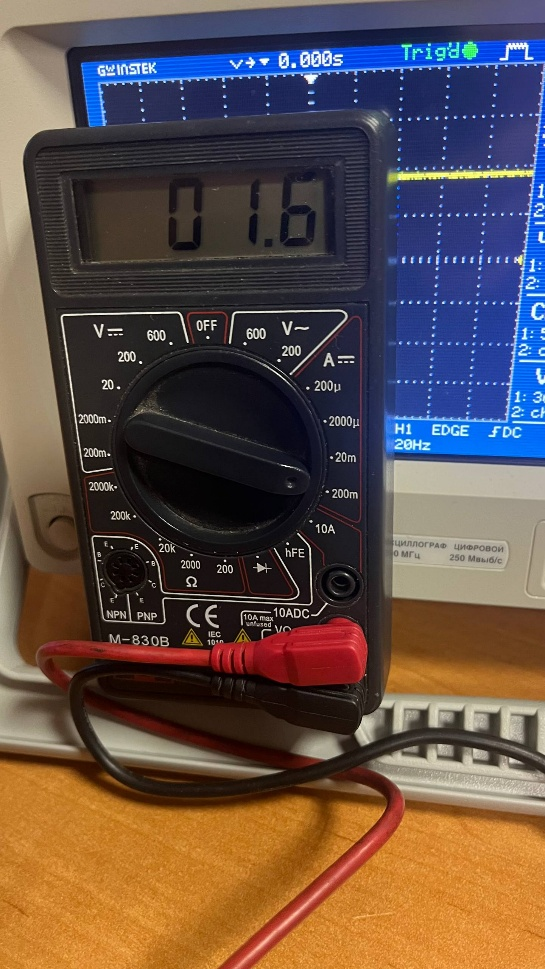 GW INSTEK 0.000s Trig'd
01.6
V 600 OFF 600 V~
200 200 A
20 200µ
2000m 2000µ
200m 20m
2000k 200m
200k 10A
20k 2000 200 hFE
Ω
E E
B B
C C
E E
NPN PNP
CE
10A max
unfused
10ADC
M-830B
IEC
1010
H1 EDGE DC
20Hz
ЦИФРОВОЙ
250 Мвыб/с